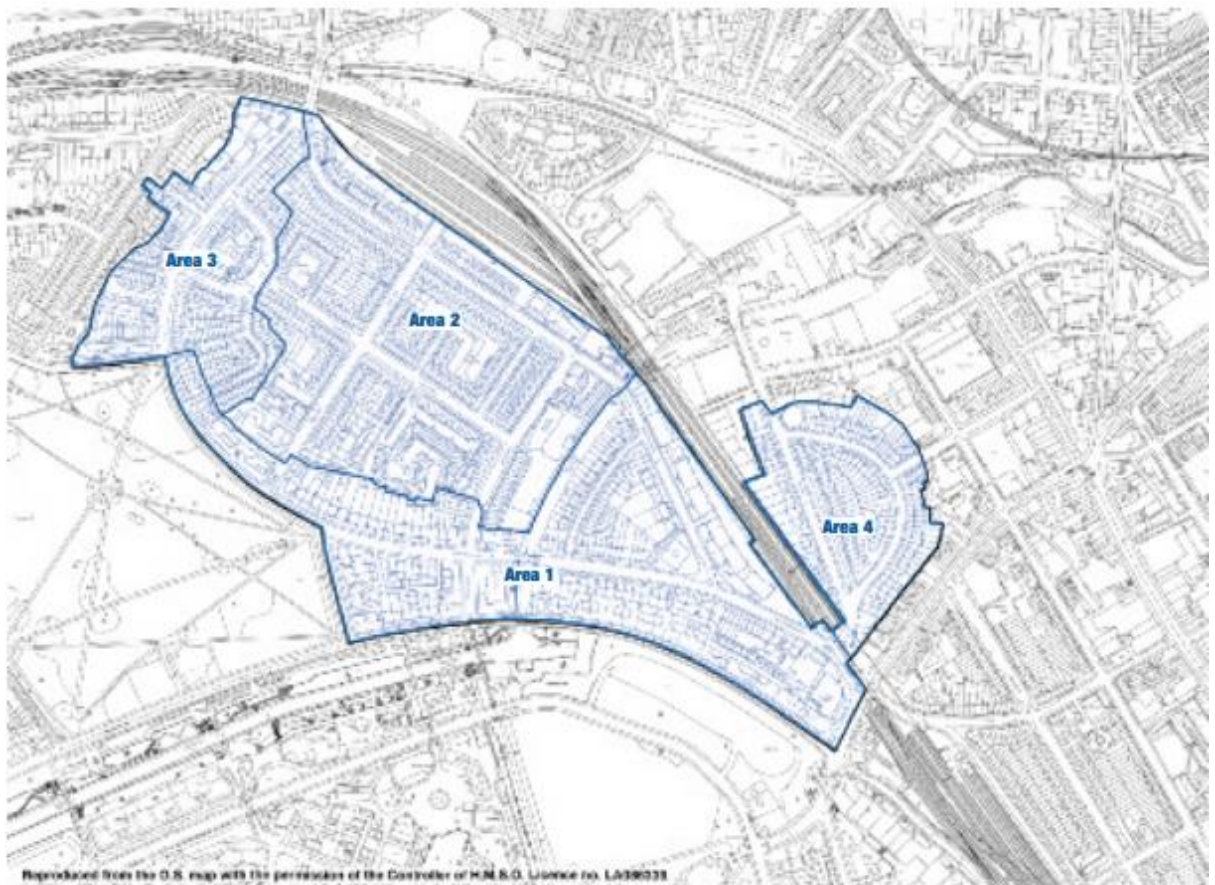 Area 3
Area 2
Area 4
Area 1
Reproduced from the O.S. map with the permission of the Controller of H.M.S.O. Licence no.